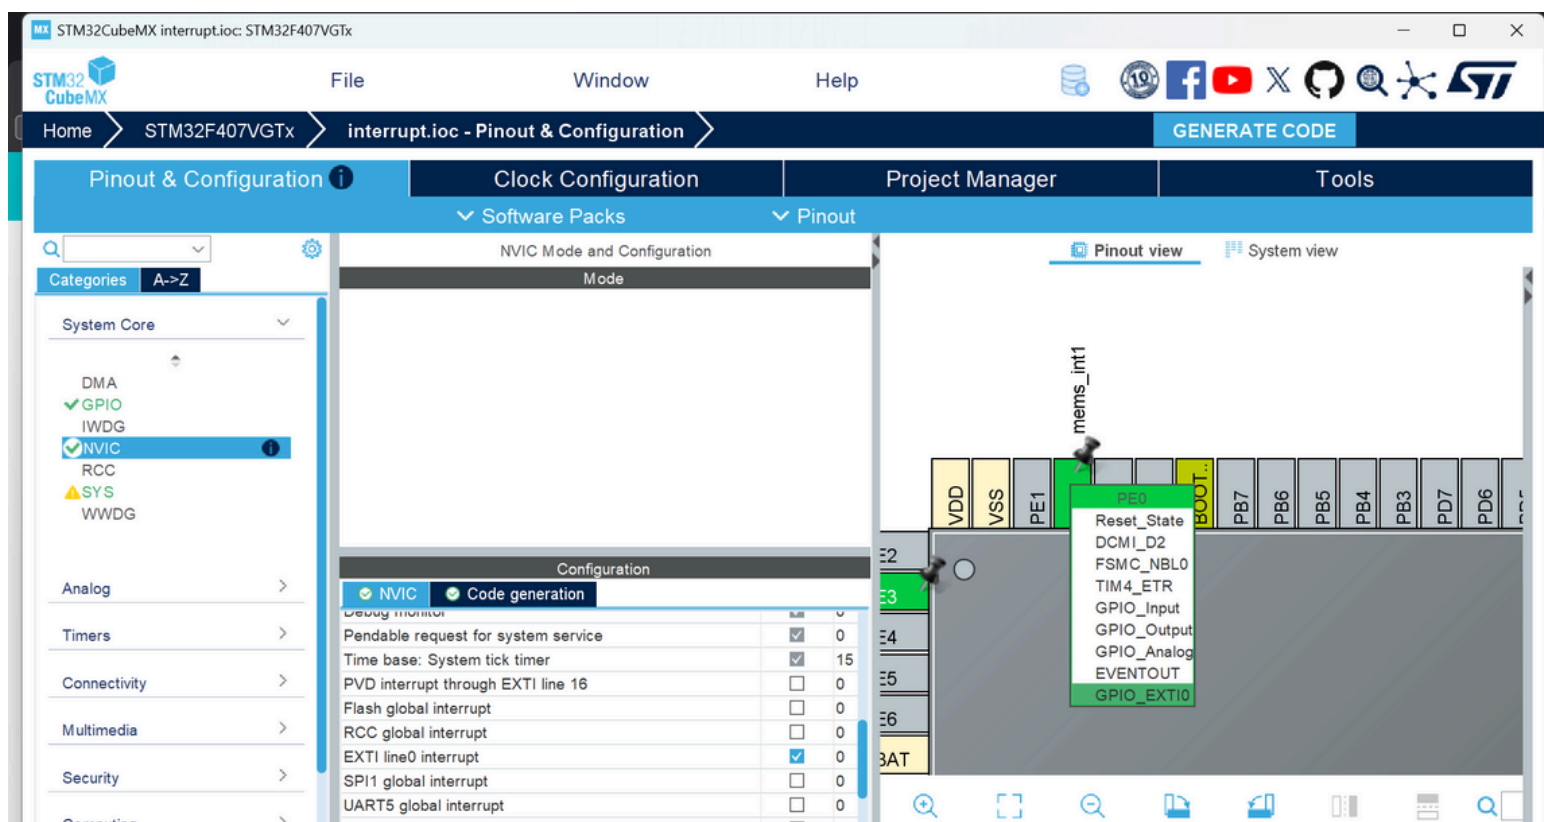 MX STM32CubeMX interrupt.ioc: STM32F407VGTx
STM32
CubeMX
File Window Help
10
Home STM32F407VGTx interrupt.ioc - Pinout & Configuration GENERATE CODE
Pinout & Configuration Clock Configuration Project Manager Tools
Software Packs Pinout
NVIC Mode and Configuration
Mode
Pinout view System view
Categories A->Z
System Core
DMA
GPIO
IWDG
NVIC
RCC
SYS
WWDG
Analog
Timers
Connectivity
Multimedia
Security
Configuration
NVIC Code generation
Debug monitor 0
Pendable request for system service 0
Time base: System tick timer 15
PVD interrupt through EXTI line 16 0
Flash global interrupt 0
RCC global interrupt 0
EXTI line0 interrupt 0
SPI1 global interrupt 0
UART5 global interrupt 0
mems_int1
VDD
VSS
PE1
BOOT..
PB7
PB6
PB5
PB4
PB3
PD7
PD6
PE0
Reset_State
DCMI_D2
FSMC_NBL0
TIM4_ETR
GPIO_Input
GPIO_Output
GPIO_Analog
EVENTOUT
GPIO_EXTI0
E2
E3
E4
E5
E6
BAT